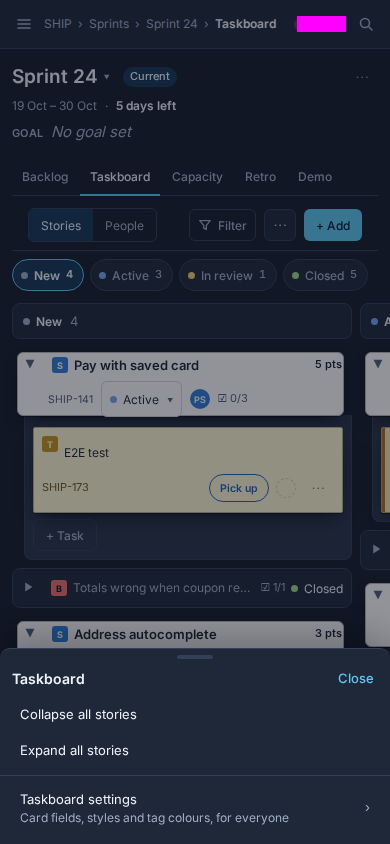 SHIP › Sprints › Sprint 24 › Taskboard
Sprint 24 ▾ Current ...
19 Oct – 30 Oct · 5 days left
GOAL No goal set
Backlog Taskboard Capacity Retro Demo
Stories People Filter ... + Add
New 4 Active 3 In review 1 Closed 5
New 4
S Pay with saved card 5 pts
SHIP-141 Active ▾ PS ☑ 0/3
T E2E test
SHIP-173 Pick up ...
+ Task
B Totals wrong when coupon re... ☑ 1/1 Closed
S Address autocomplete 3 pts
Taskboard Close
Collapse all stories
Expand all stories
Taskboard settings ›
Card fields, styles and tag colours, for everyone